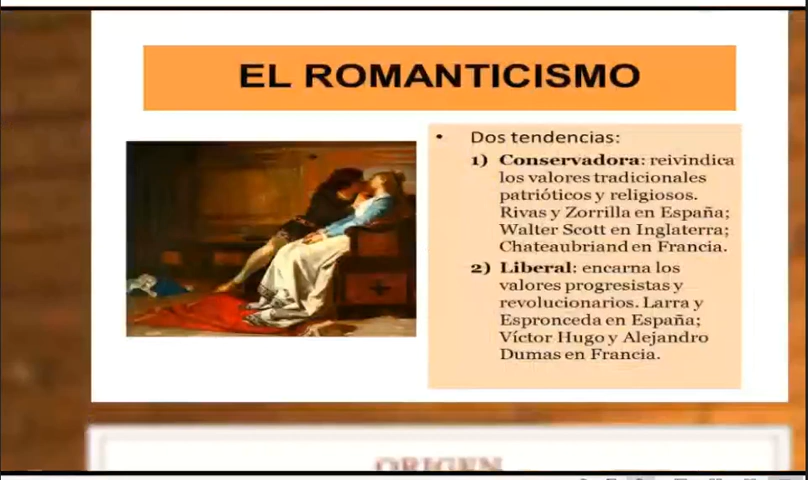 EL ROMANTICISMO
• Dos tendencias:
1) Conservadora: reivindica
los valores tradicionales
patrióticos y religiosos.
Rivas y Zorrilla en España;
Walter Scott en Inglaterra;
Chateaubriand en Francia.
2) Liberal: encarna los
valores progresistas y
revolucionarios. Larra y
Espronceda en España;
Víctor Hugo y Alejandro
Dumas en Francia.
ORIGEN